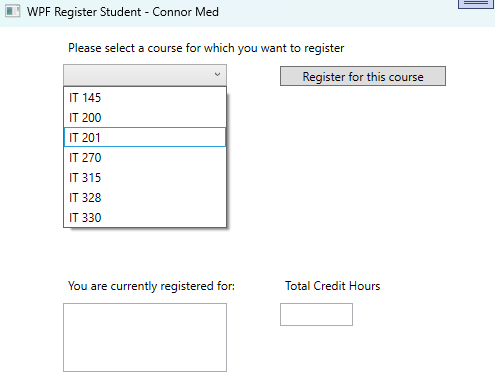 WPF Register Student - Connor Med
Please select a course for which you want to register
Register for this course
IT 145
IT 200
IT 201
IT 270
IT 315
IT 328
IT 330
You are currently registered for:
Total Credit Hours